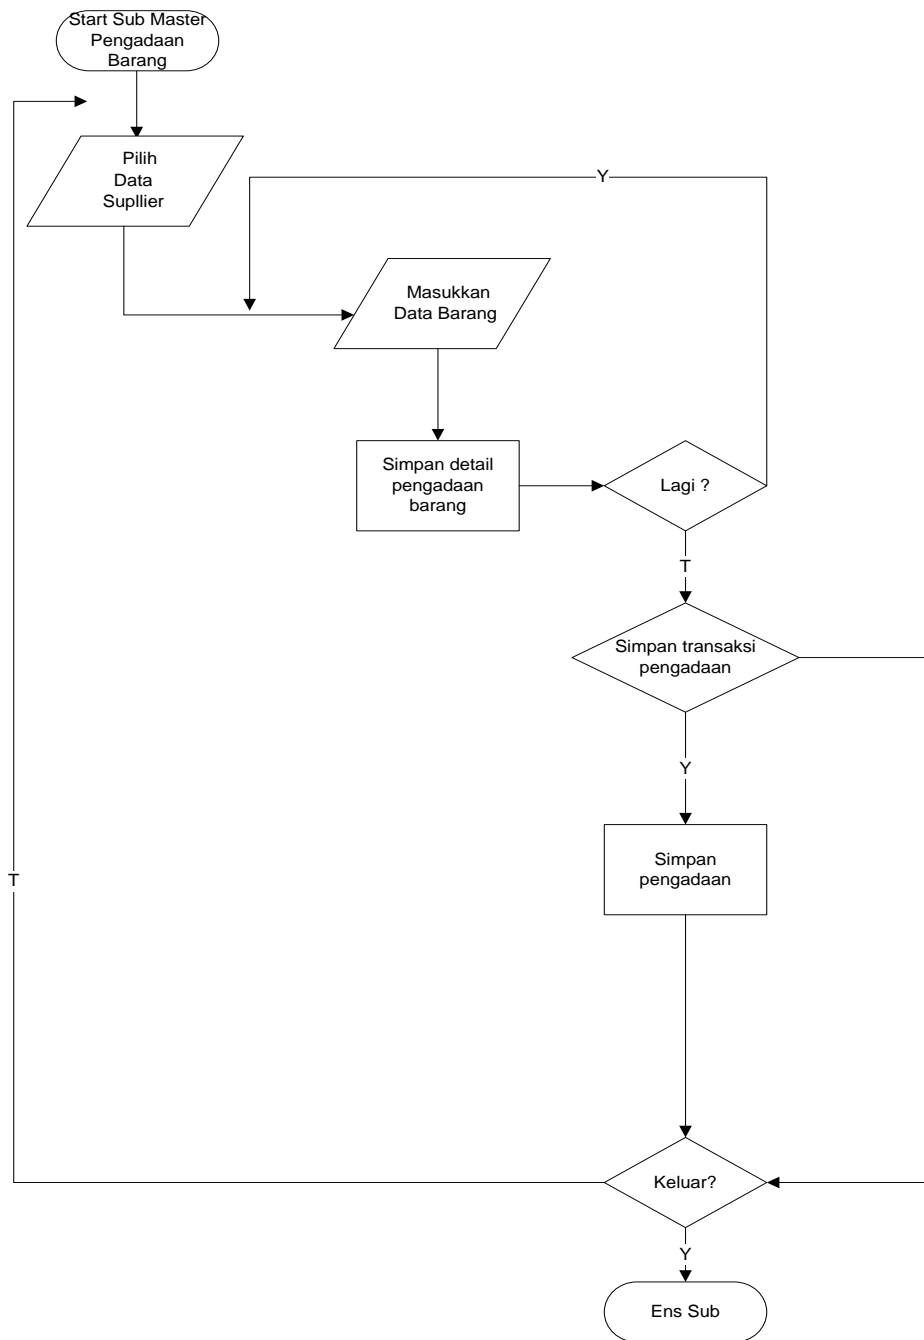 Start Sub Master
Pengadaan
Barang
Pilih
Data
Supllier
Y
Masukkan
Data Barang
Simpan detail
pengadaan
barang
Lagi ?
T
Simpan transaksi
pengadaan
Y
Simpan
pengadaan
T
Keluar?
Y
Ens Sub